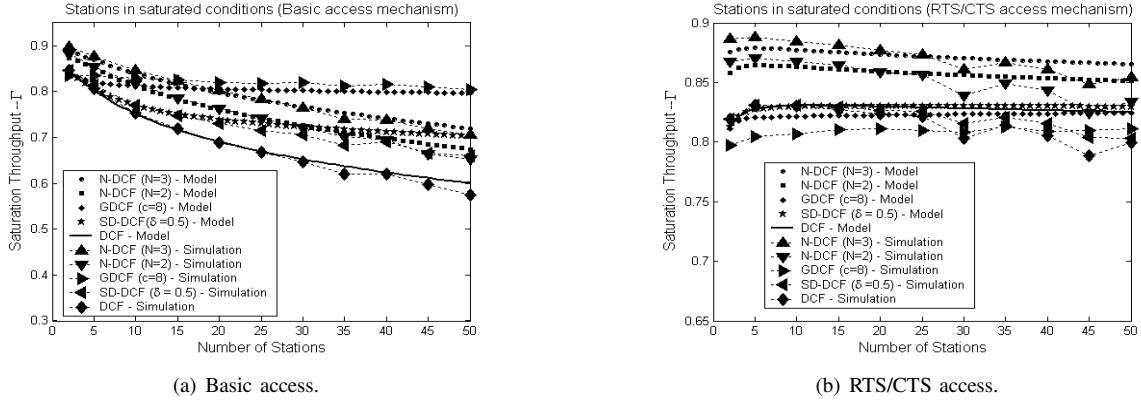 Stations in saturated conditions (Basic access mechanism)
Saturation Throughput --Γ
0.9
0.8
0.7
0.6
0.5
0.4
0.3
N-DCF (N=3) - Model
N-DCF (N=2) - Model
GDCF (c=8) - Model
SD-DCF(δ =0.5) - Model
DCF - Model
N-DCF (N=3) - Simulation
N-DCF (N=2) - Simulation
GDCF (c=8) - Simulation
SD-DCF (δ = 0.5) - Simulation
DCF - Simulation
0 5 10 15 20 25 30 35 40 45 50
Number of Stations
(a) Basic access.
Stations in saturated conditions (RTS/CTS access mechanism)
Saturation Throughput --Γ
0.9
0.85
0.8
0.75
0.7
0.65
N-DCF (N=3) - Model
N-DCF (N=2) - Model
GDCF (c=8) - Model
SD-DCF (δ = 0.5) - Model
DCF - Model
N-DCF (N=3) - Simulation
N-DCF (N=2) - Simulation
GDCF (c=8) - Simulation
SD-DCF (δ =0.5) - Simulation
DCF - Simulation
0 5 10 15 20 25 30 35 40 45 50
Number of Stations
(b) RTS/CTS access.